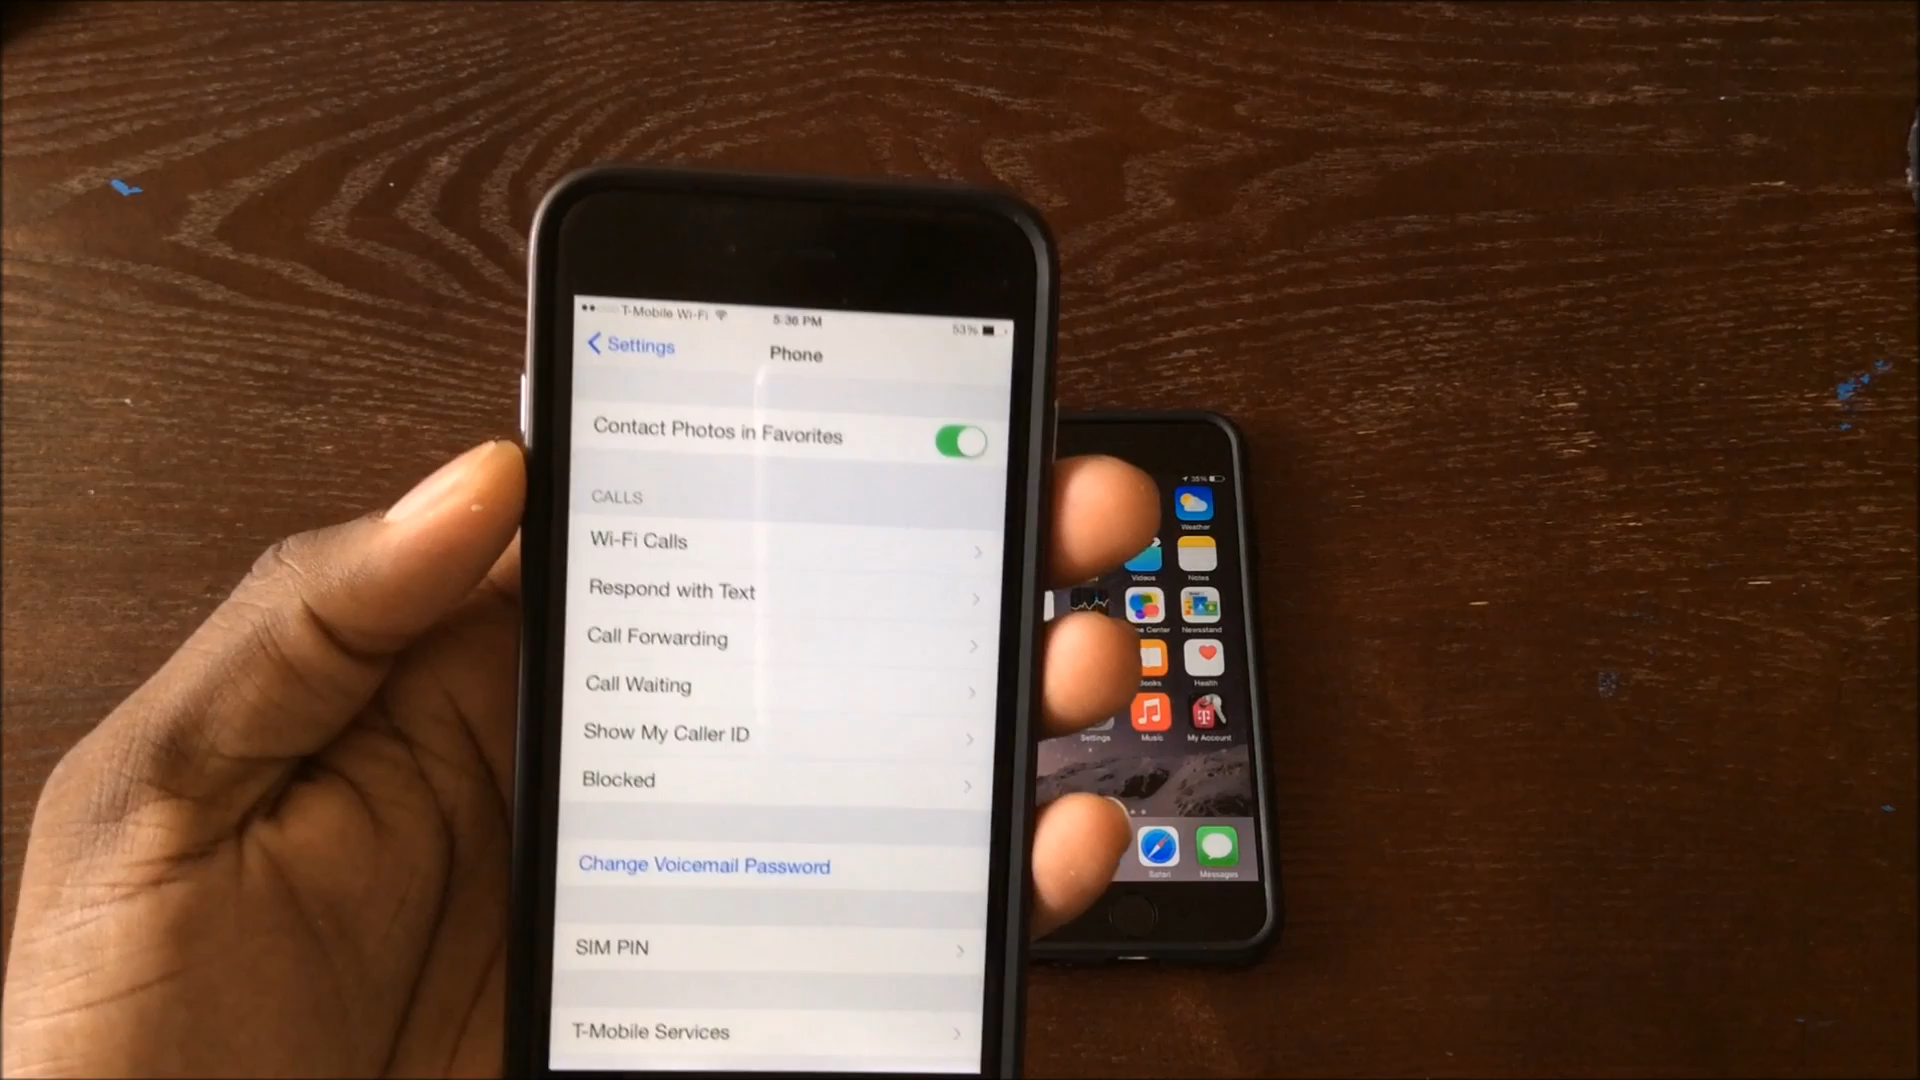 T-Mobile Wi-Fi 5:36 PM 53%
Settings Phone
Contact Photos in Favorites
CALLS
Wi-Fi Calls
Respond with Text
Call Forwarding
Call Waiting
Show My Caller ID
Blocked
Change Voicemail Password
SIM PIN
T-Mobile Services
35%
Weather
Videos Notes
Center Newsstand
Health
Settings Music My Account
Safari Messages